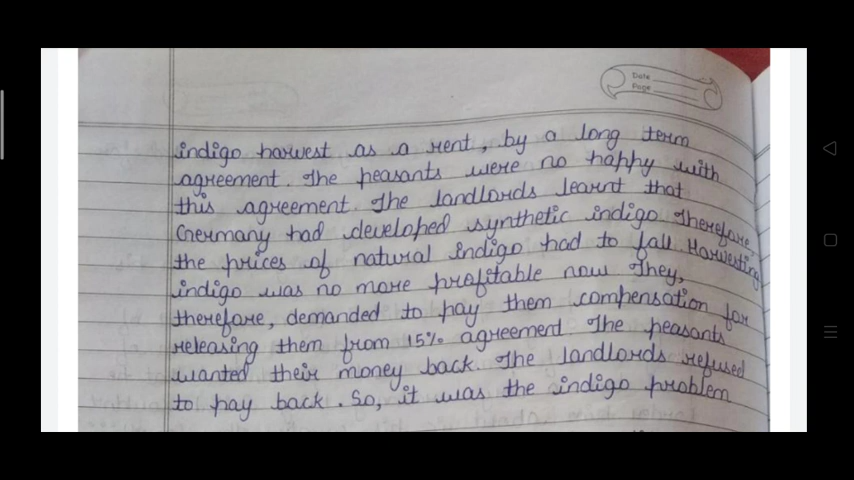 Date
Page
indigo harvest as a rent, by a long term
agreement. The peasants were no happy with
this agreement. The landlords learnt that
Germany had developed synthetic indigo. Therefore,
the prices of natural indigo had to fall. Harvesting
indigo was no more profitable now. They,
therefore, demanded to pay them compensation for
releasing them from 15% agreement. The peasants
wanted their money back. The landlords refused
to pay back. So, it was the indigo problem